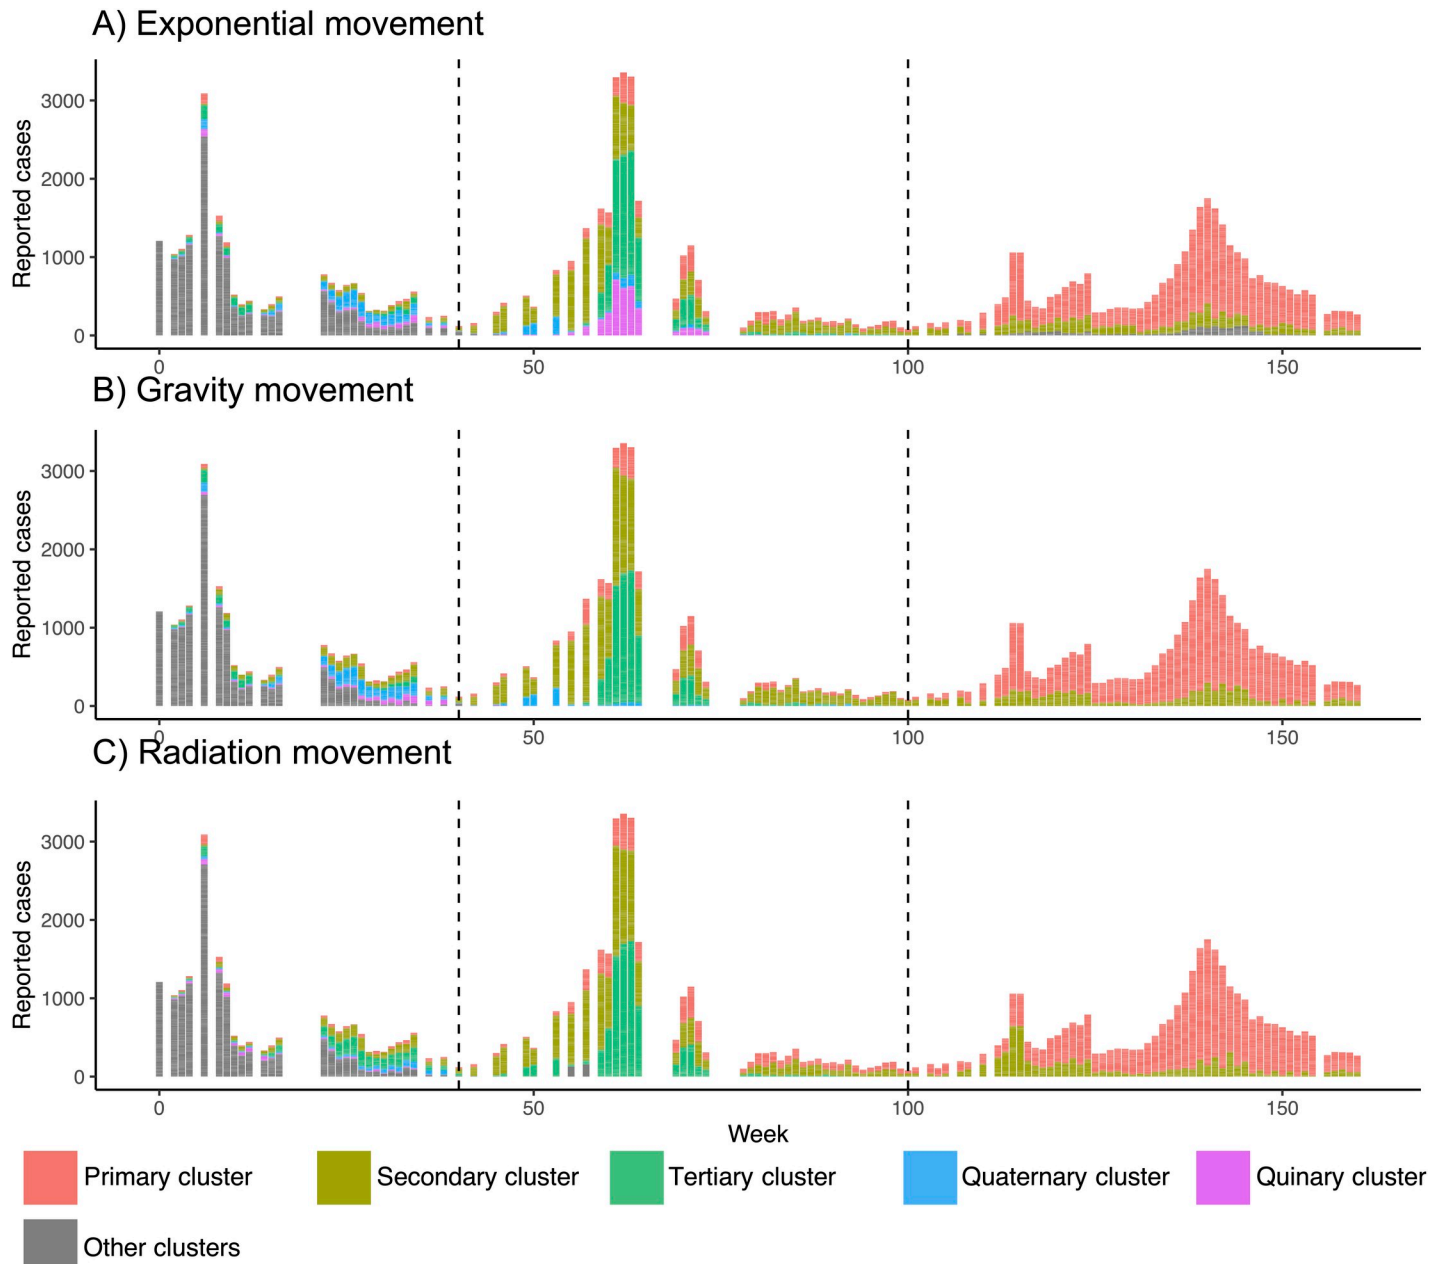 A) Exponential movement
Reported cases
3000
2000
1000
0
0 50 100 150
B) Gravity movement
Reported cases
3000
2000
1000
0
0 50 100 150
C) Radiation movement
Reported cases
3000
2000
1000
0
0 50 100 150
Week
Primary cluster Secondary cluster Tertiary cluster Quaternary cluster Quinary cluster
Other clusters